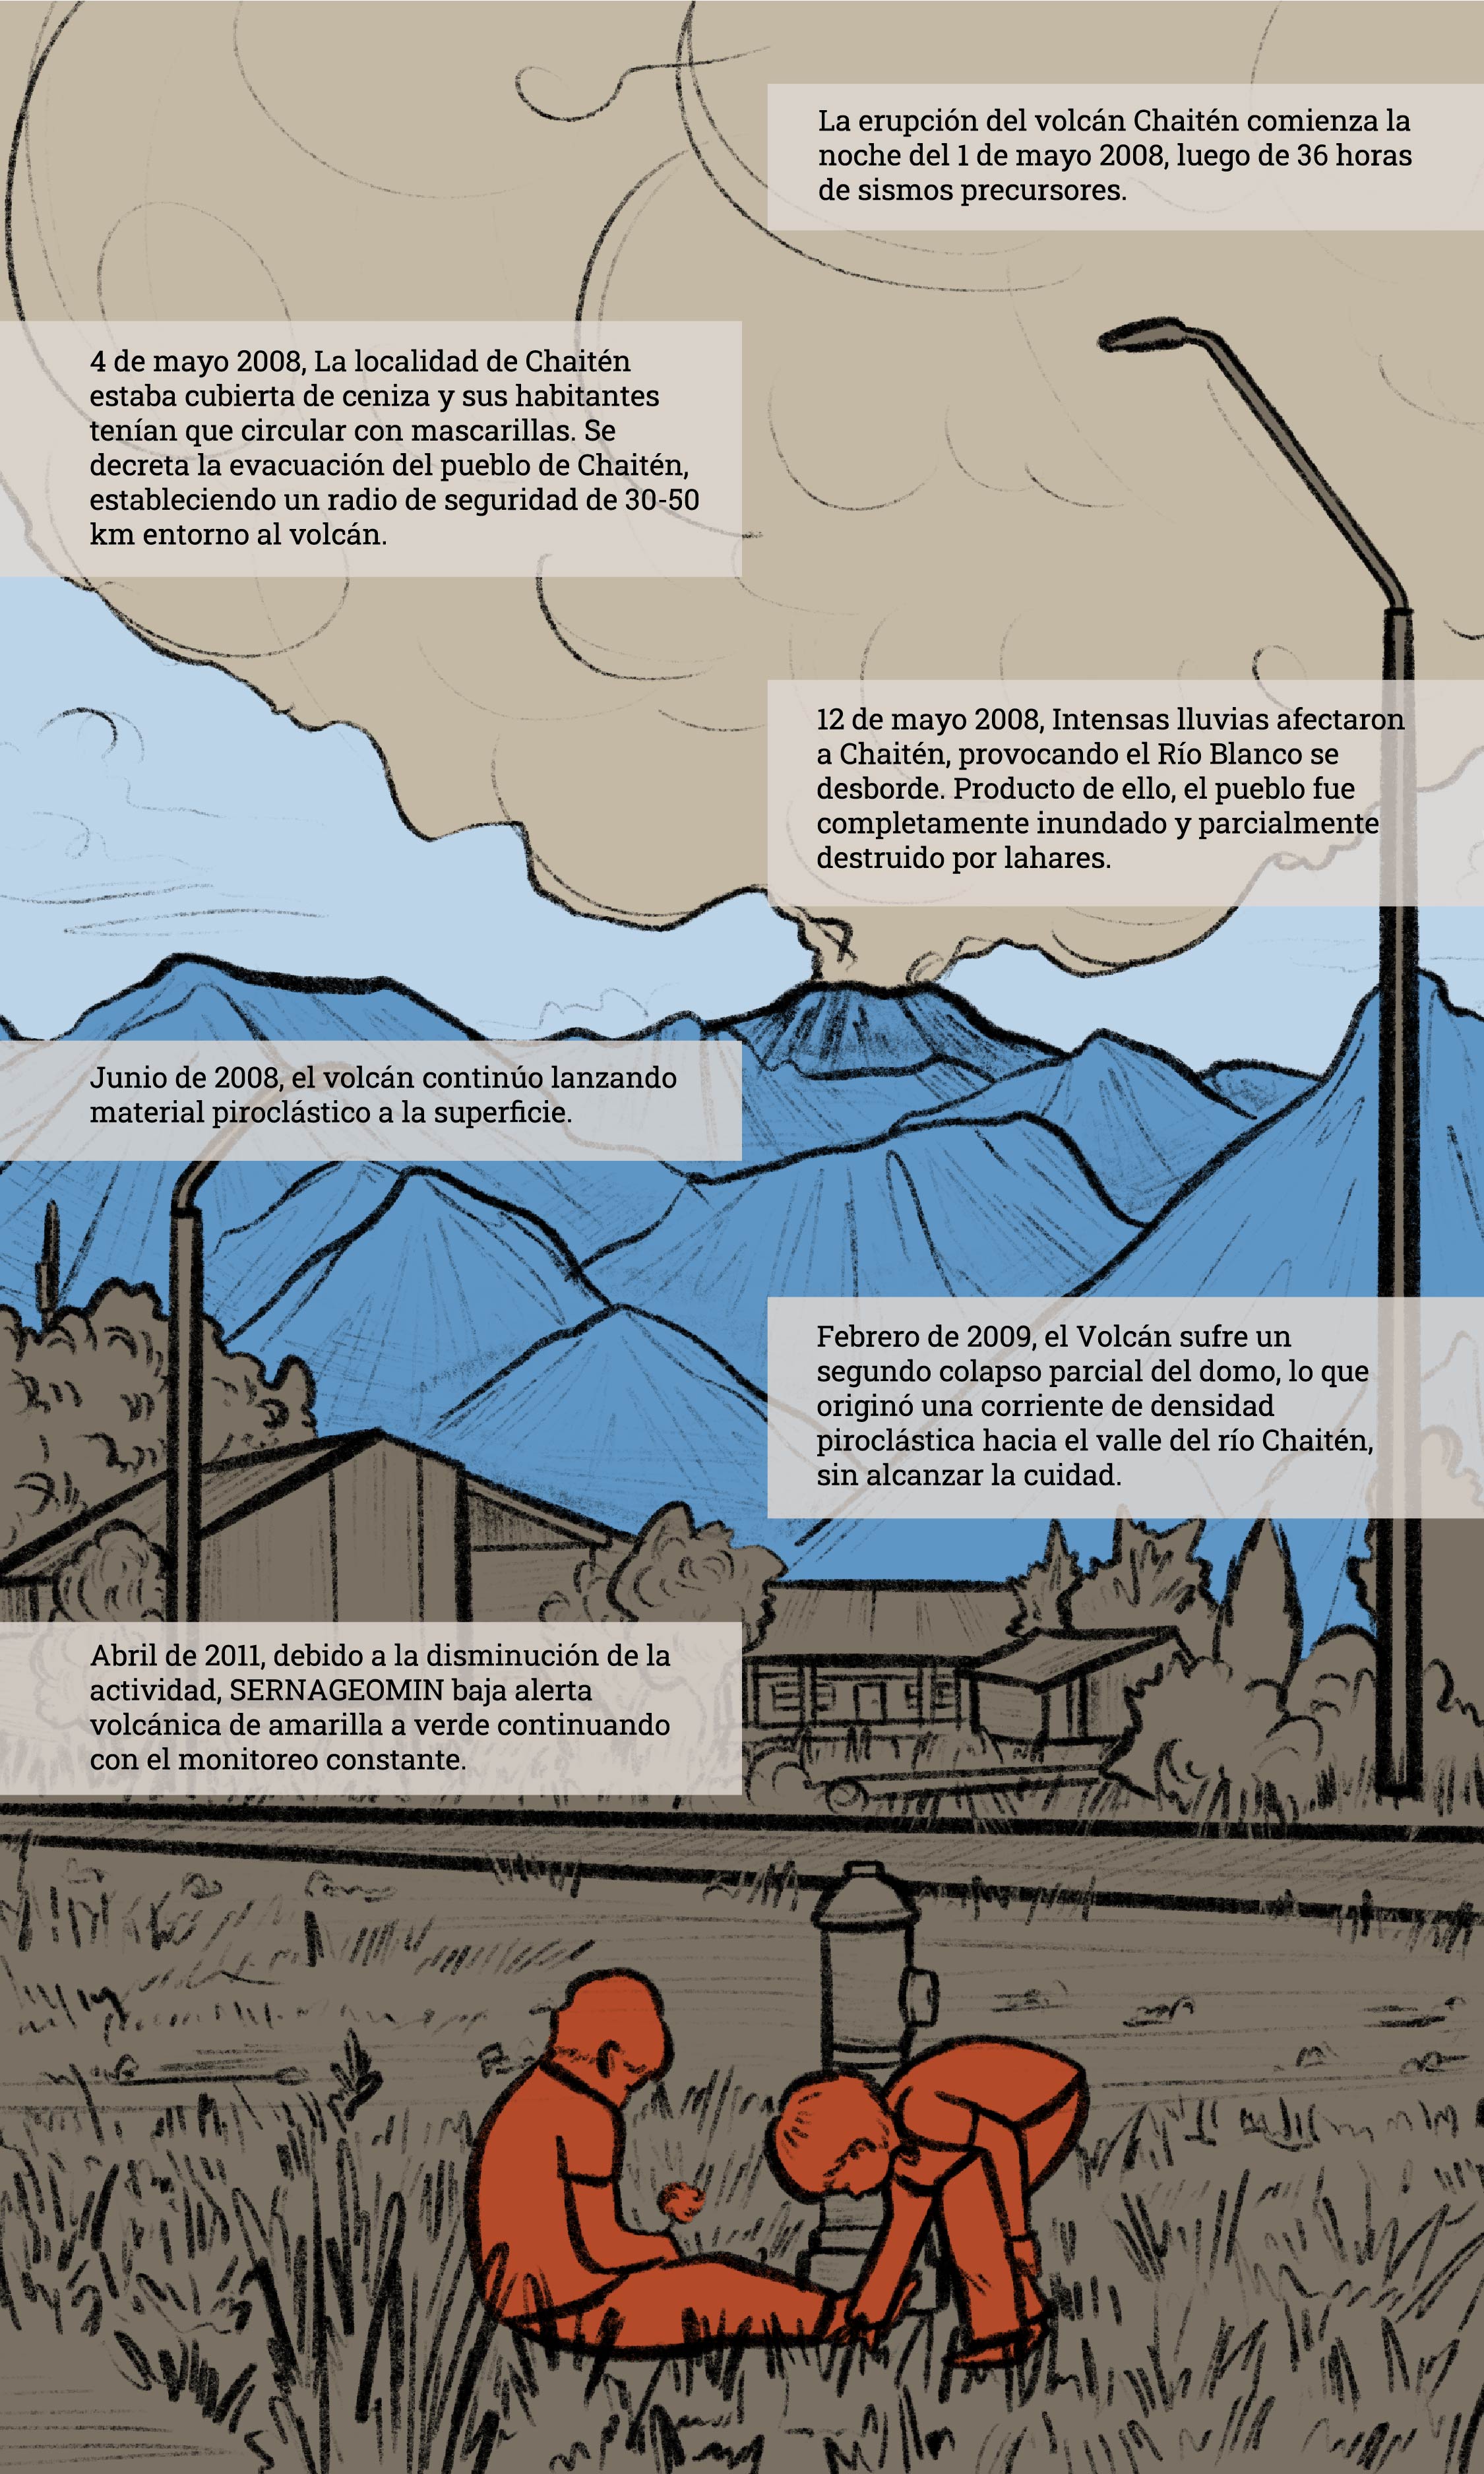 La erupción del volcán Chaitén comienza la
noche del 1 de mayo 2008, luego de 36 horas
de sismos precursores.
4 de mayo 2008, La localidad de Chaitén
estaba cubierta de ceniza y sus habitantes
tenían que circular con mascarillas. Se
decreta la evacuación del pueblo de Chaitén,
estableciendo un radio de seguridad de 30-50
km entorno al volcán.
12 de mayo 2008, Intensas lluvias afectaron
a Chaitén, provocando el Río Blanco se
desborde. Producto de ello, el pueblo fue
completamente inundado y parcialmente
destruido por lahares.
Junio de 2008, el volcán continúo lanzando
material piroclástico a la superficie.
Febrero de 2009, el Volcán sufre un
segundo colapso parcial del domo, lo que
originó una corriente de densidad
piroclástica hacia el valle del río Chaitén,
sin alcanzar la cuidad.
Abril de 2011, debido a la disminución de la
actividad, SERNAGEOMIN baja alerta
volcánica de amarilla a verde continuando
con el monitoreo constante.